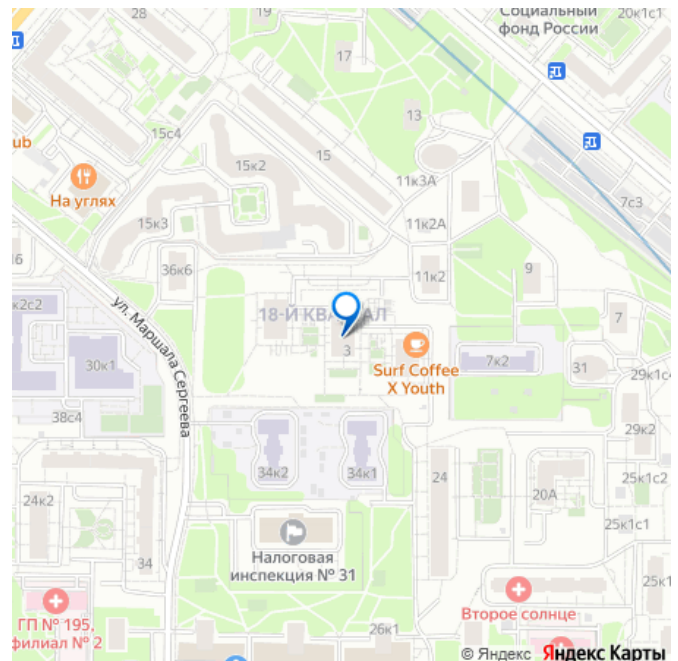 Социальный
фонд России
20к1с1
28
19
17
13
15с4
ub
На углях
15к2
15
11к3А
7с3
15к3
11к2А
36к6
11к2
9
16
к2с2
ул. Маршала Сергеева
18-Й КВАРТАЛ
3
Surf Coffee
X Youth
7к2
7
31
30к1
29к1с4
38с4
29к2
34к2
34к1
24
25к1с2
20А
24к2
25к1с1
34
Налоговая
инспекция № 31
25к1
Второе солнце
ГП № 195,
филиал № 2
26к1
© Яндекс Яндекс Карты